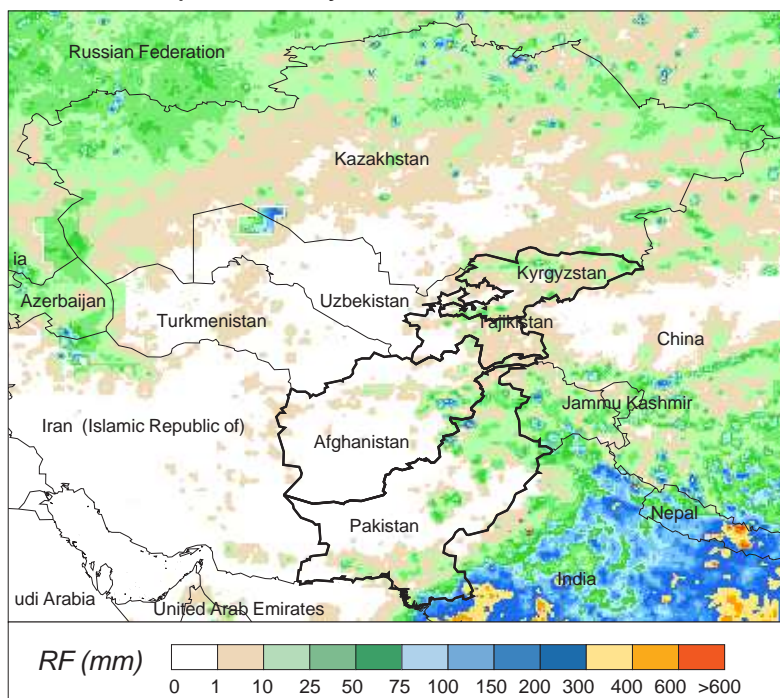 Russian Federation
Kazakhstan
ia
Kyrgyzstan
Azerbaijan
Uzbekistan
Turkmenistan
Tajikistan
China
Jammu Kashmir
Iran (Islamic Republic of)
Afghanistan
Nepal
Pakistan
India
udi Arabia
United Arab Emirates
RF (mm)
0 1 10 25 50 75 100 150 200 300 400 600 >600